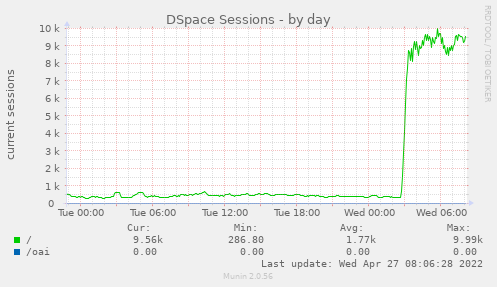 DSpace Sessions - by day
RRDTOOL / TOBI OETIKER
current sessions
10 k
9 k
8 k
7 k
6 k
5 k
4 k
3 k
2 k
1 k
0
Tue 00:00 Tue 06:00 Tue 12:00 Tue 18:00 Wed 00:00 Wed 06:00
Cur: Min: Avg: Max:
/ 9.56k 286.80 1.77k 9.99k
/oai 0.00 0.00 0.00 0.00
Last update: Wed Apr 27 08:06:28 2022
Munin 2.0.56